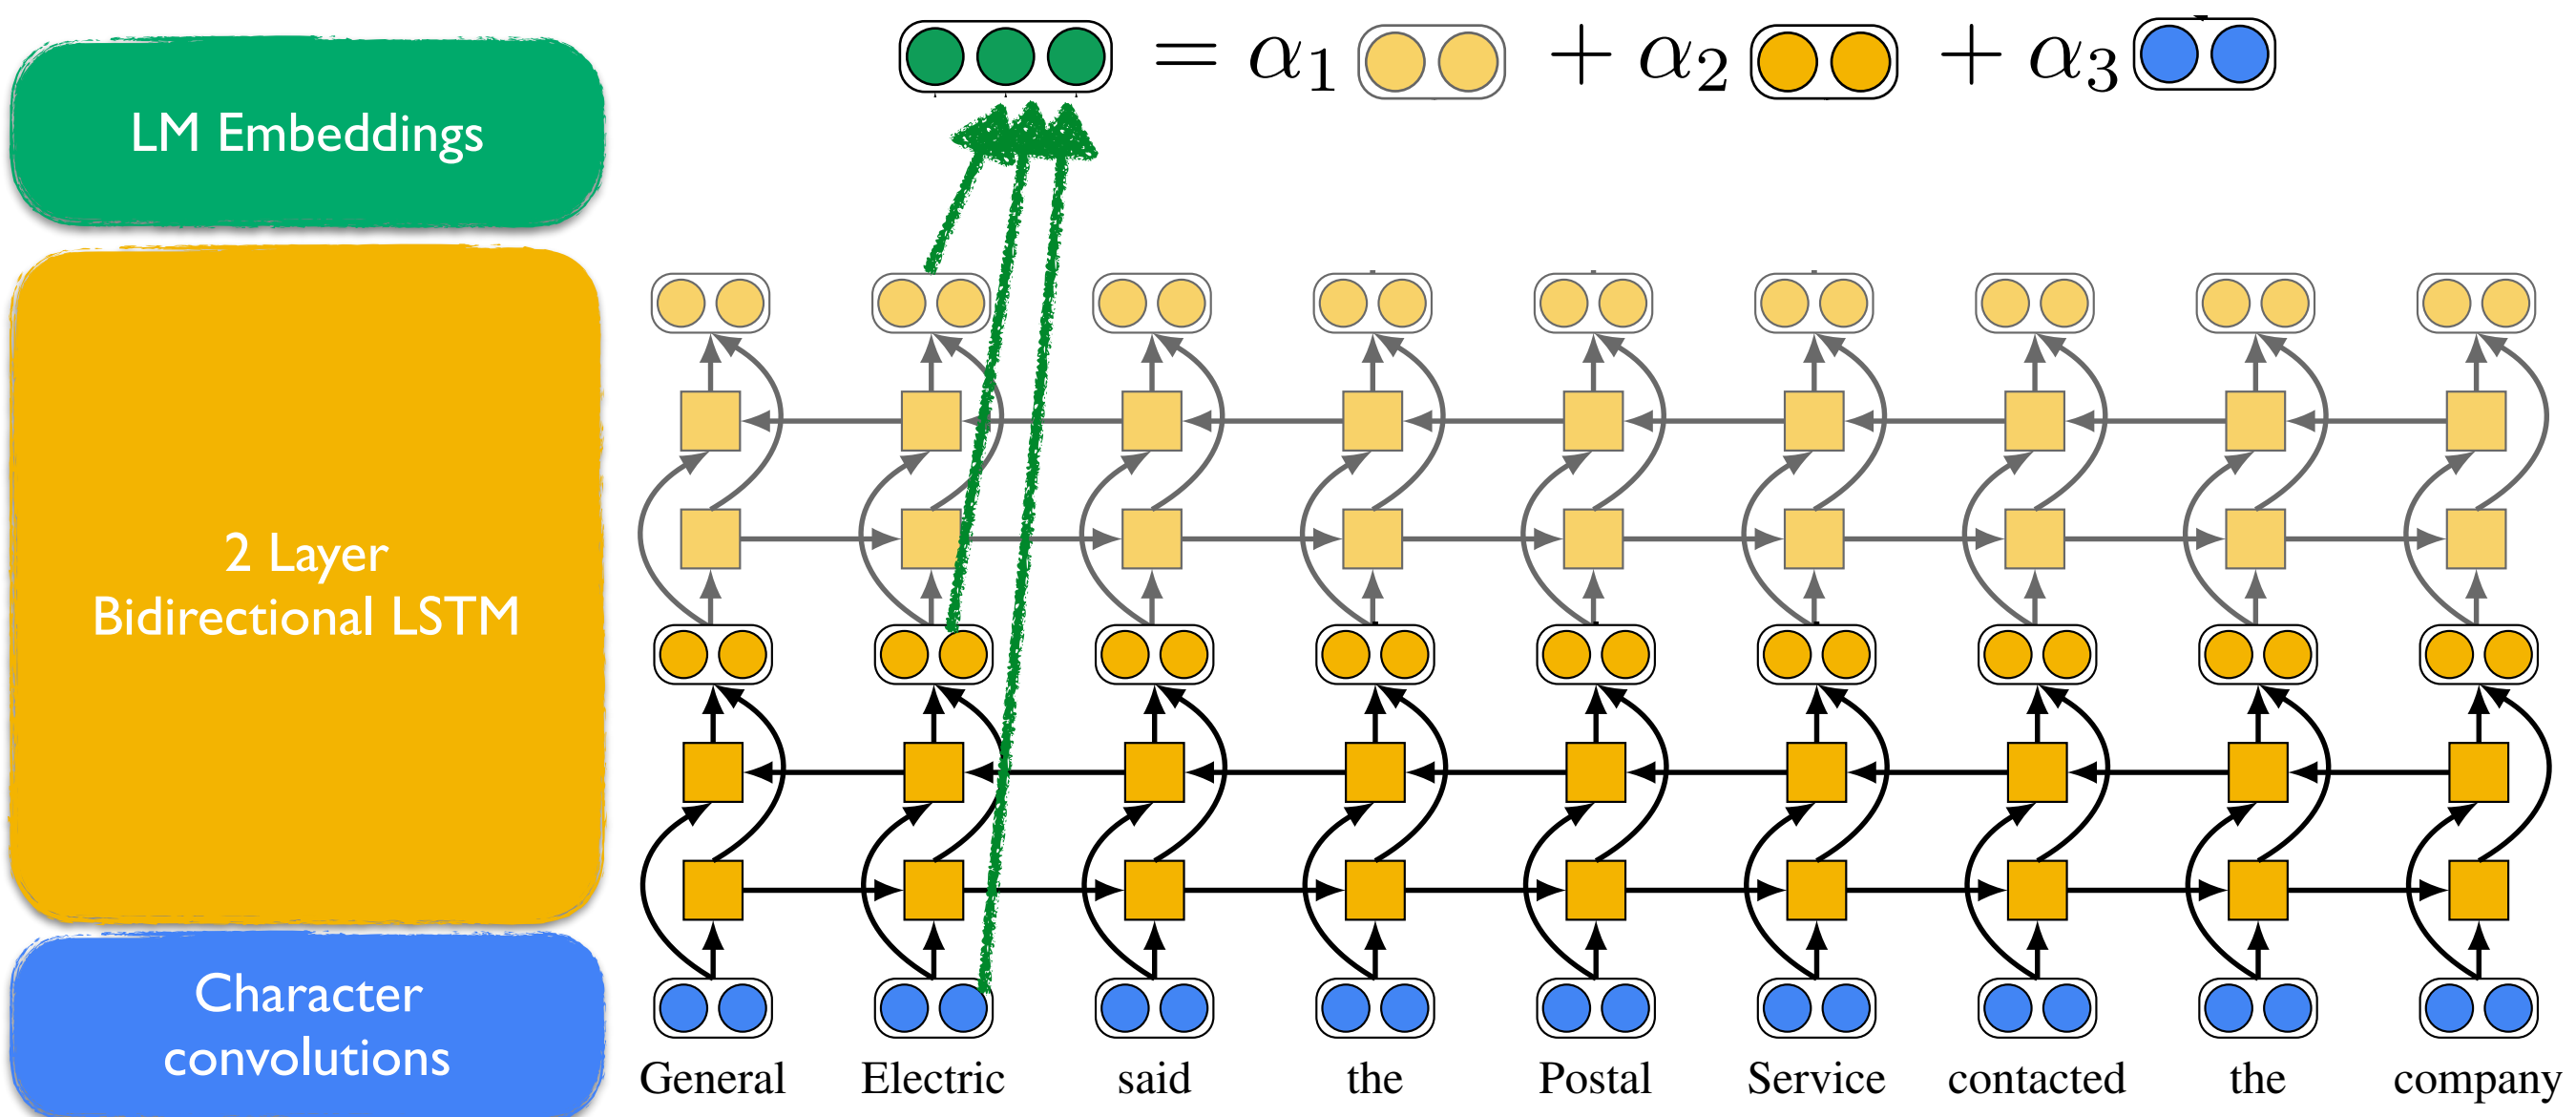 LM Embeddings
= α1 + α2 + α3
2 Layer
Bidirectional LSTM
Character
convolutions
General Electric said the Postal Service contacted the company